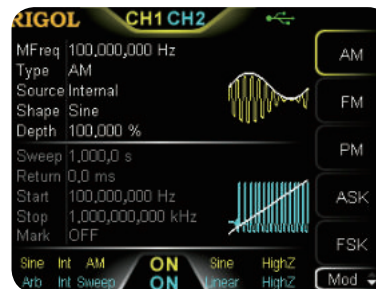 RIGOL CH1 CH2
MFreq 100,000,000 Hz
AM
Type AM
Source Internal
Shape Sine
FM
Depth 100,000 %
Sweep 1,000,0 s
PM
Return 0,0 ms
Start 100,000,000 Hz
ASK
Stop 1,000,000,000 kHz
Mark OFF
FSK
Sine Int AM ON Sine HighZ
Arb Int Sweep ON Linear HighZ
Mod